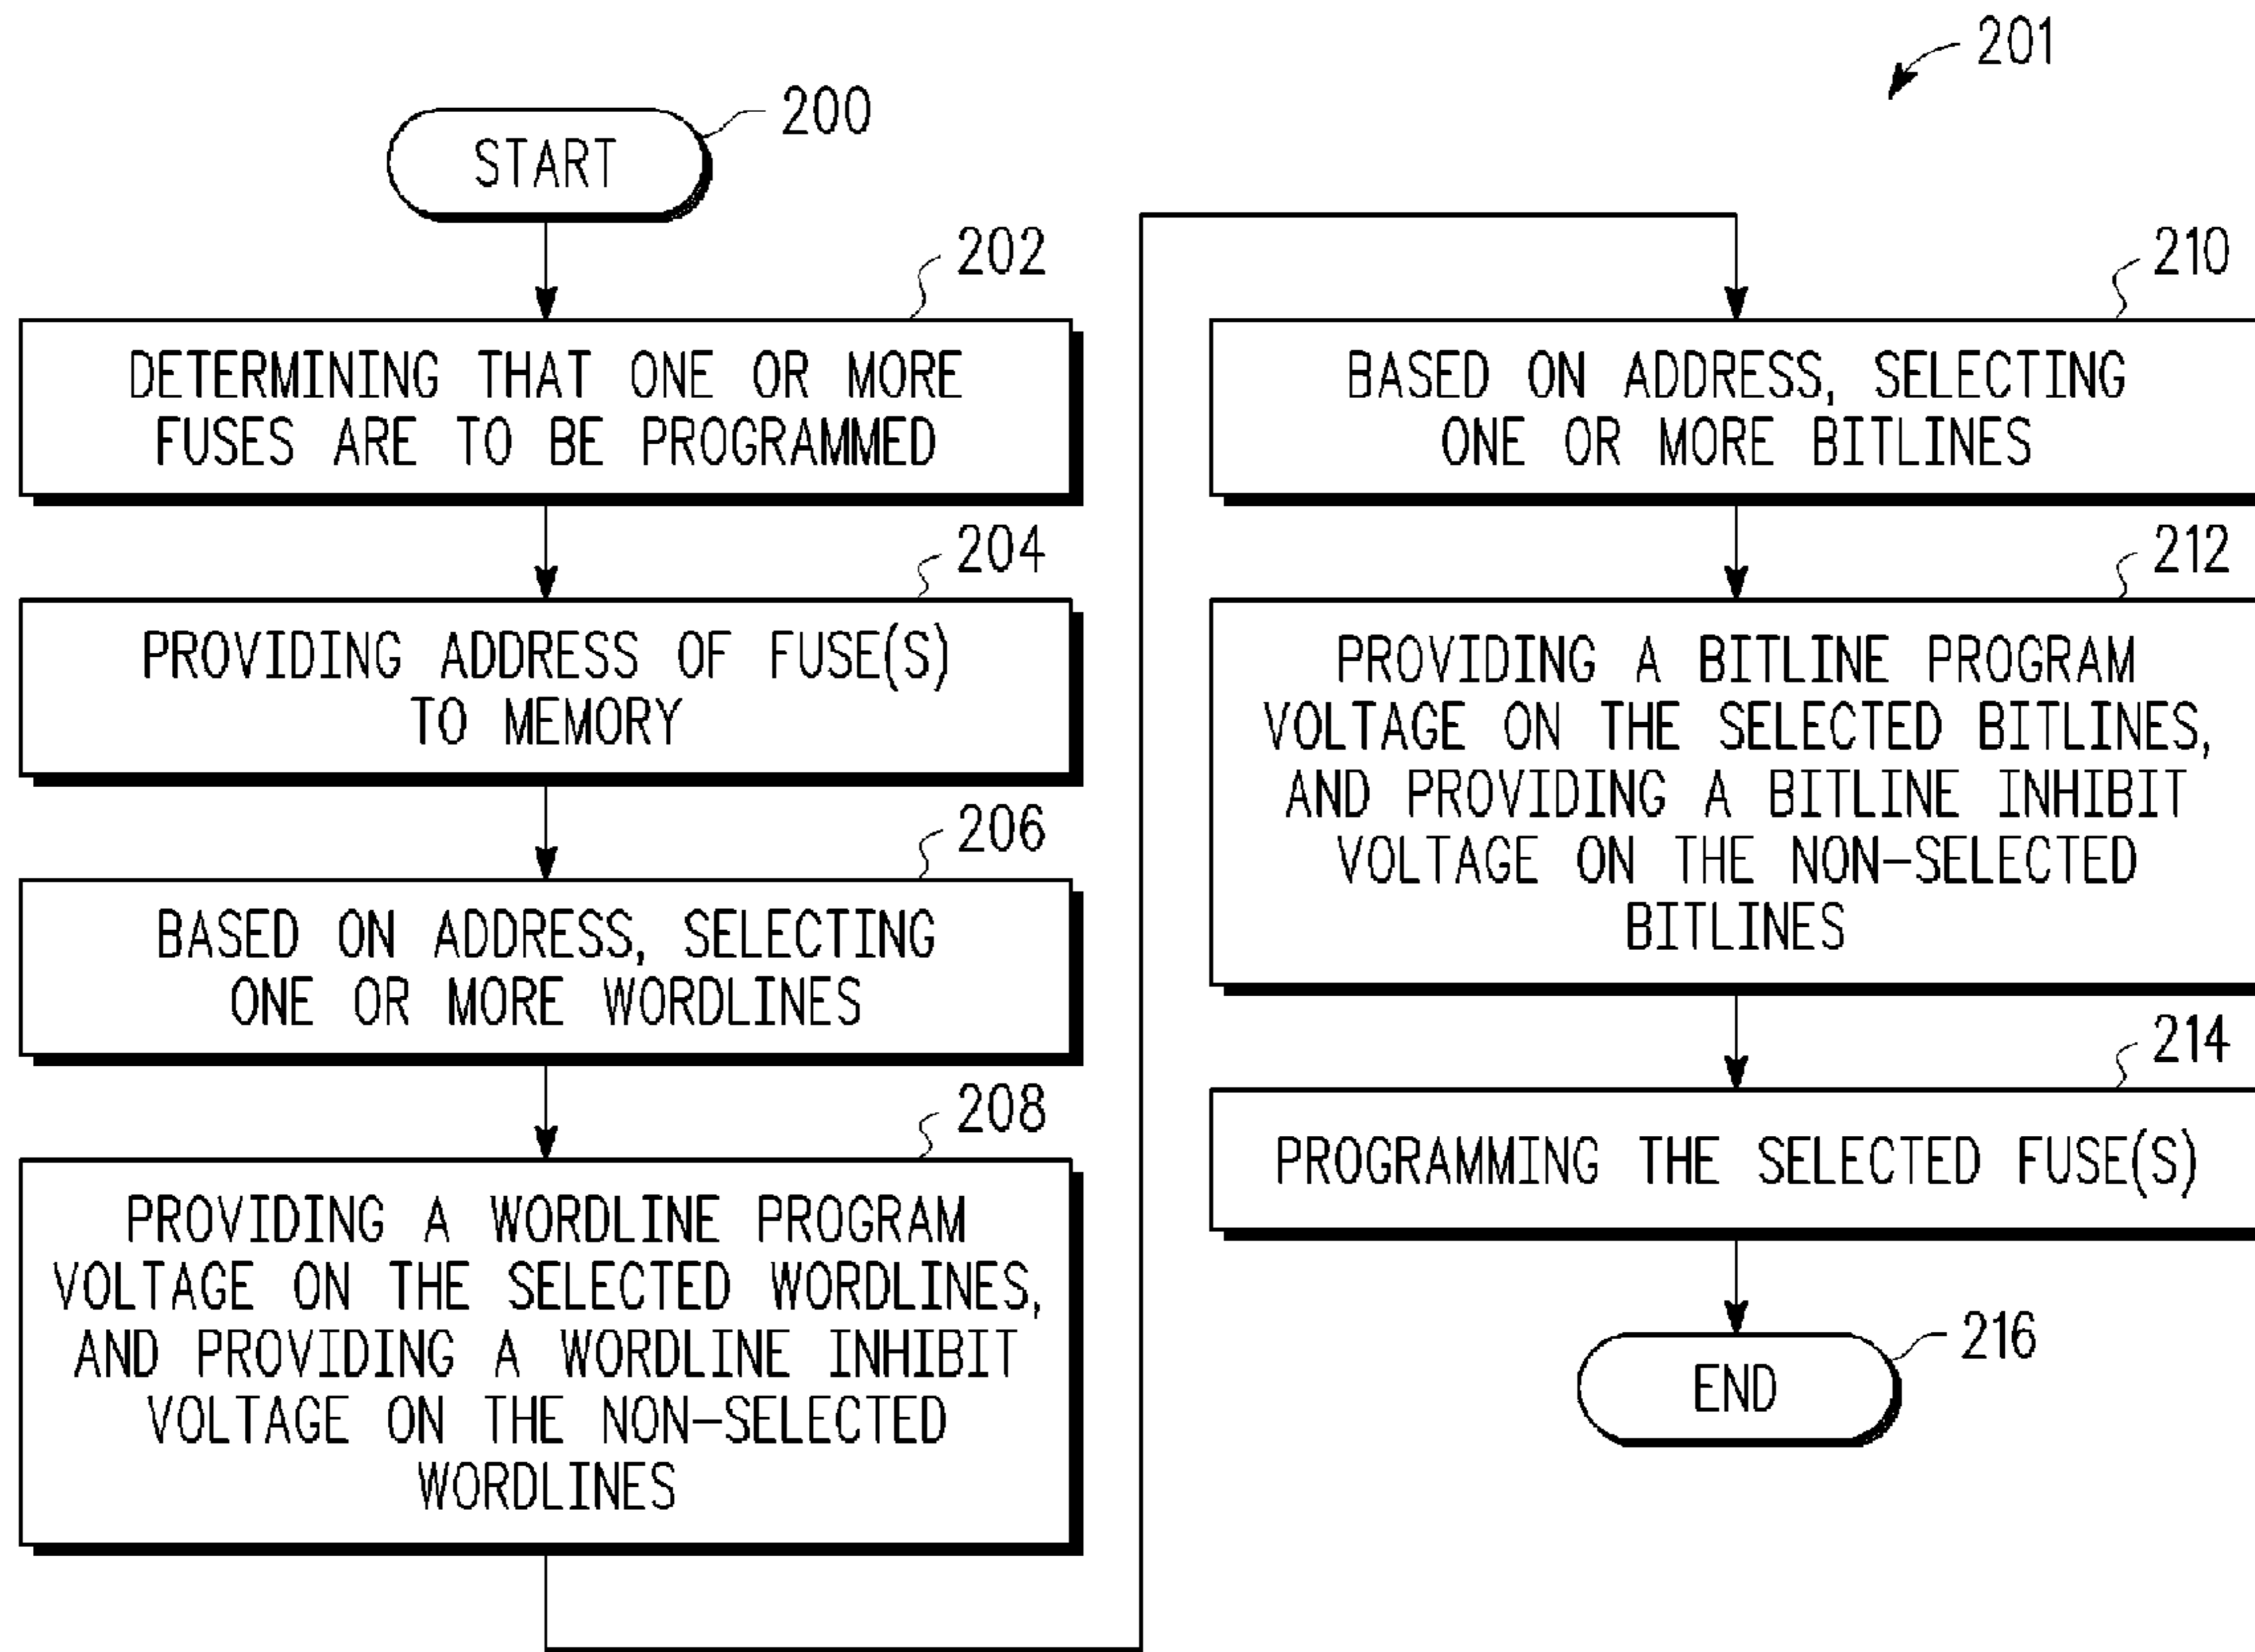 201
200
START
202
DETERMINING THAT ONE OR MORE
FUSES ARE TO BE PROGRAMMED
204
PROVIDING ADDRESS OF FUSE(S)
TO MEMORY
206
BASED ON ADDRESS, SELECTING
ONE OR MORE WORDLINES
208
PROVIDING A WORDLINE PROGRAM
VOLTAGE ON THE SELECTED WORDLINES,
AND PROVIDING A WORDLINE INHIBIT
VOLTAGE ON THE NON-SELECTED
WORDLINES
210
BASED ON ADDRESS, SELECTING
ONE OR MORE BITLINES
212
PROVIDING A BITLINE PROGRAM
VOLTAGE ON THE SELECTED BITLINES,
AND PROVIDING A BITLINE INHIBIT
VOLTAGE ON THE NON-SELECTED
BITLINES
214
PROGRAMMING THE SELECTED FUSE(S)
216
END